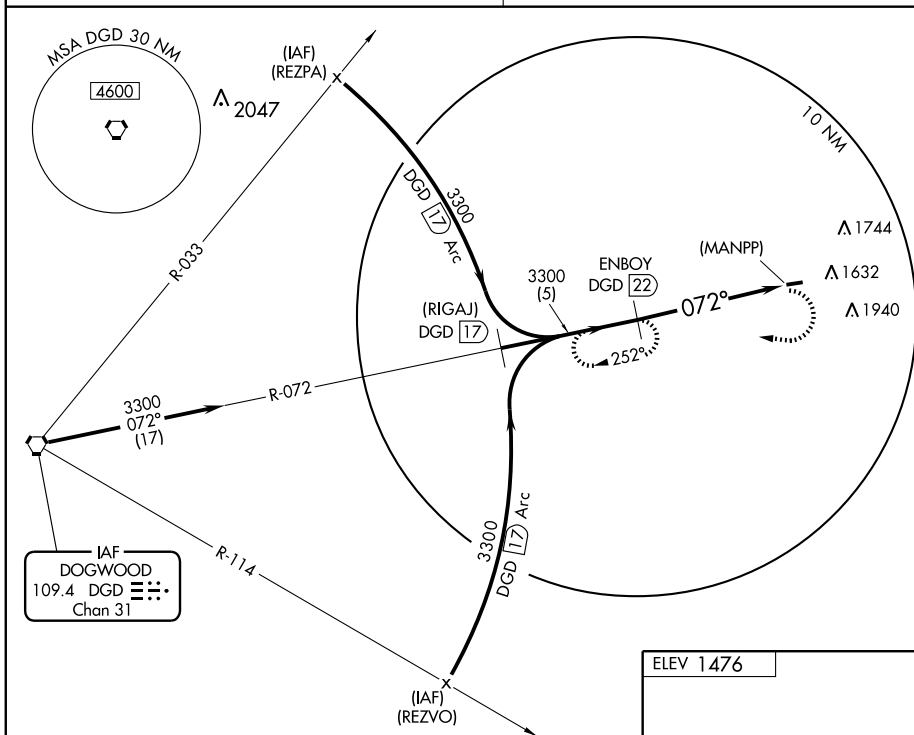 MSA DGD 30 NM
4600
2047
(IAF)
(REZPA)
10 NM
DGD 17 Arc
3300
R-033
1744
(MANPP)
1632
1940
ENBOY
DGD 22
3300
(5)
072°
(RIGAJ)
DGD 17
252°
R-072
3300
072°
(17)
IAF
DOGWOOD
109.4 DGD
Chan 31
R-114
3300
DGD 17 Arc
(IAF)
(REZVO)
ELEV 1476